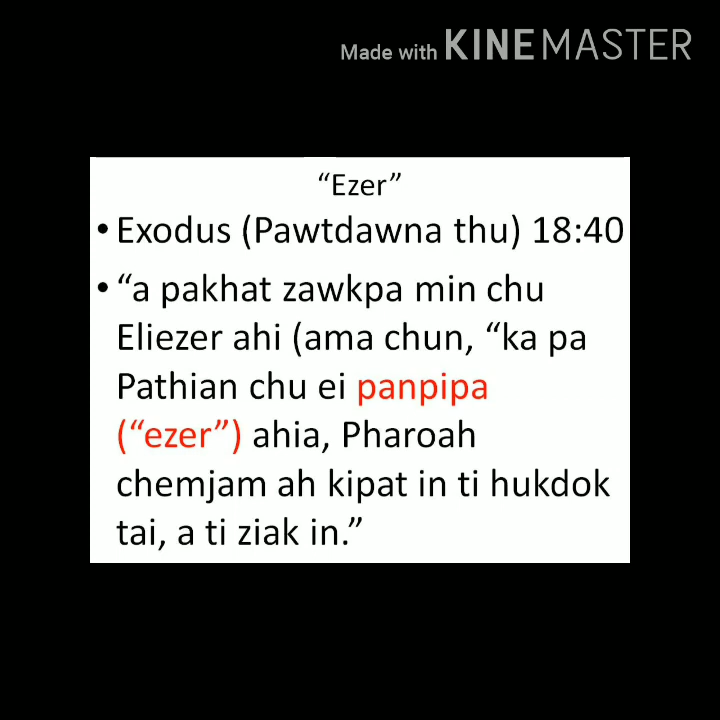 Made with KINEMASTER
“Ezer”
• Exodus (Pawtdawna thu) 18:40
• “a pakhat zawkpa min chu
Eliezer ahi (ama chun, “ka pa
Pathian chu ei panpipa
(“ezer”) ahia, Pharoah
chemjam ah kipat in ti hukdok
tai, a ti ziak in.”